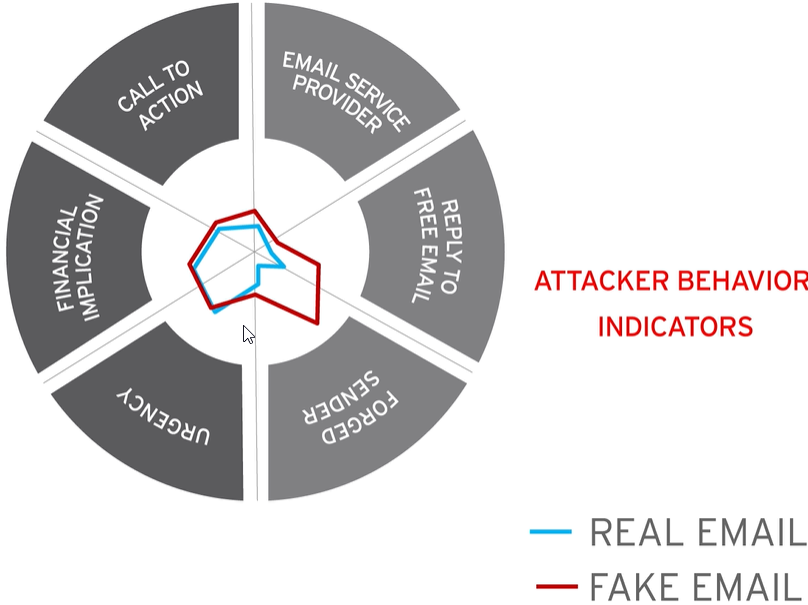 CALL TO
ACTION
EMAIL SERVICE
PROVIDER
FINANCIAL
IMPLICATION
REPLY TO
FREE EMAIL
URGENCY
FORGED
SENDER
ATTACKER BEHAVIOR
INDICATORS
REAL EMAIL
FAKE EMAIL